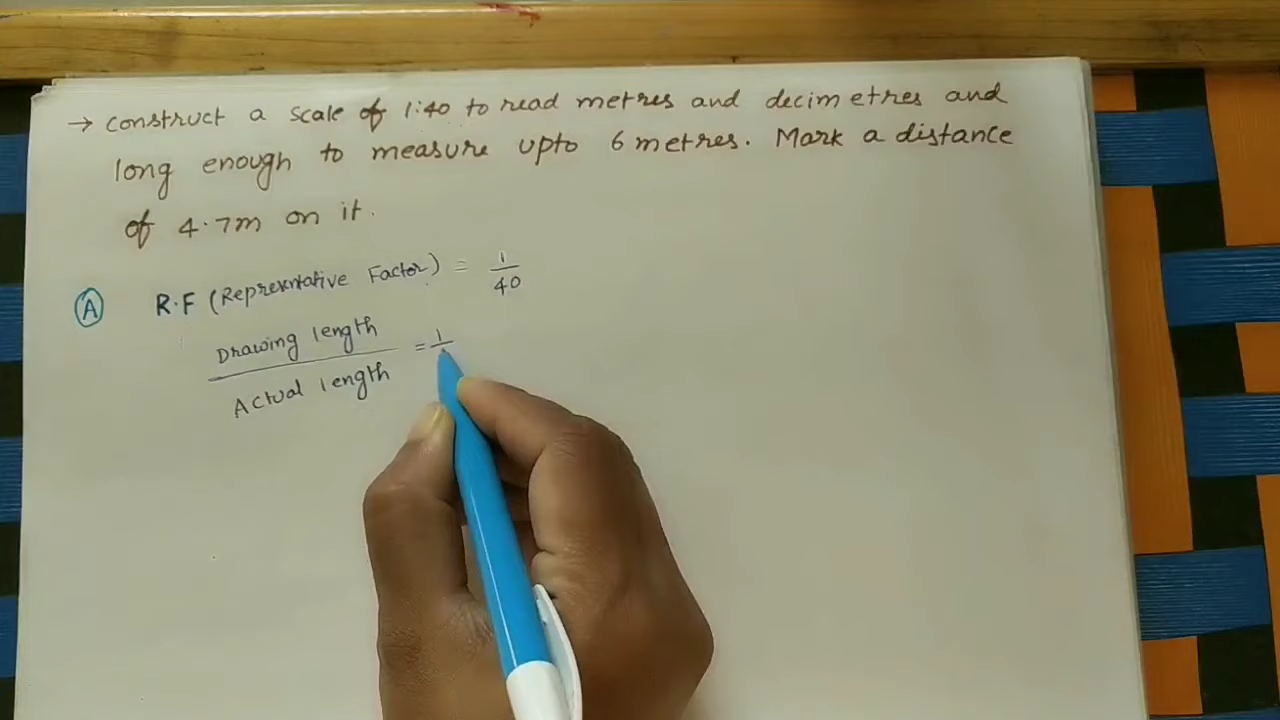 → construct a scale of 1:40 to read metres and decimetres and
long enough to measure upto 6 metres. Mark a distance
of 4.7m on it.
A R.F (Representative Factor) = 1/40
Drawing length / Actual length = 1